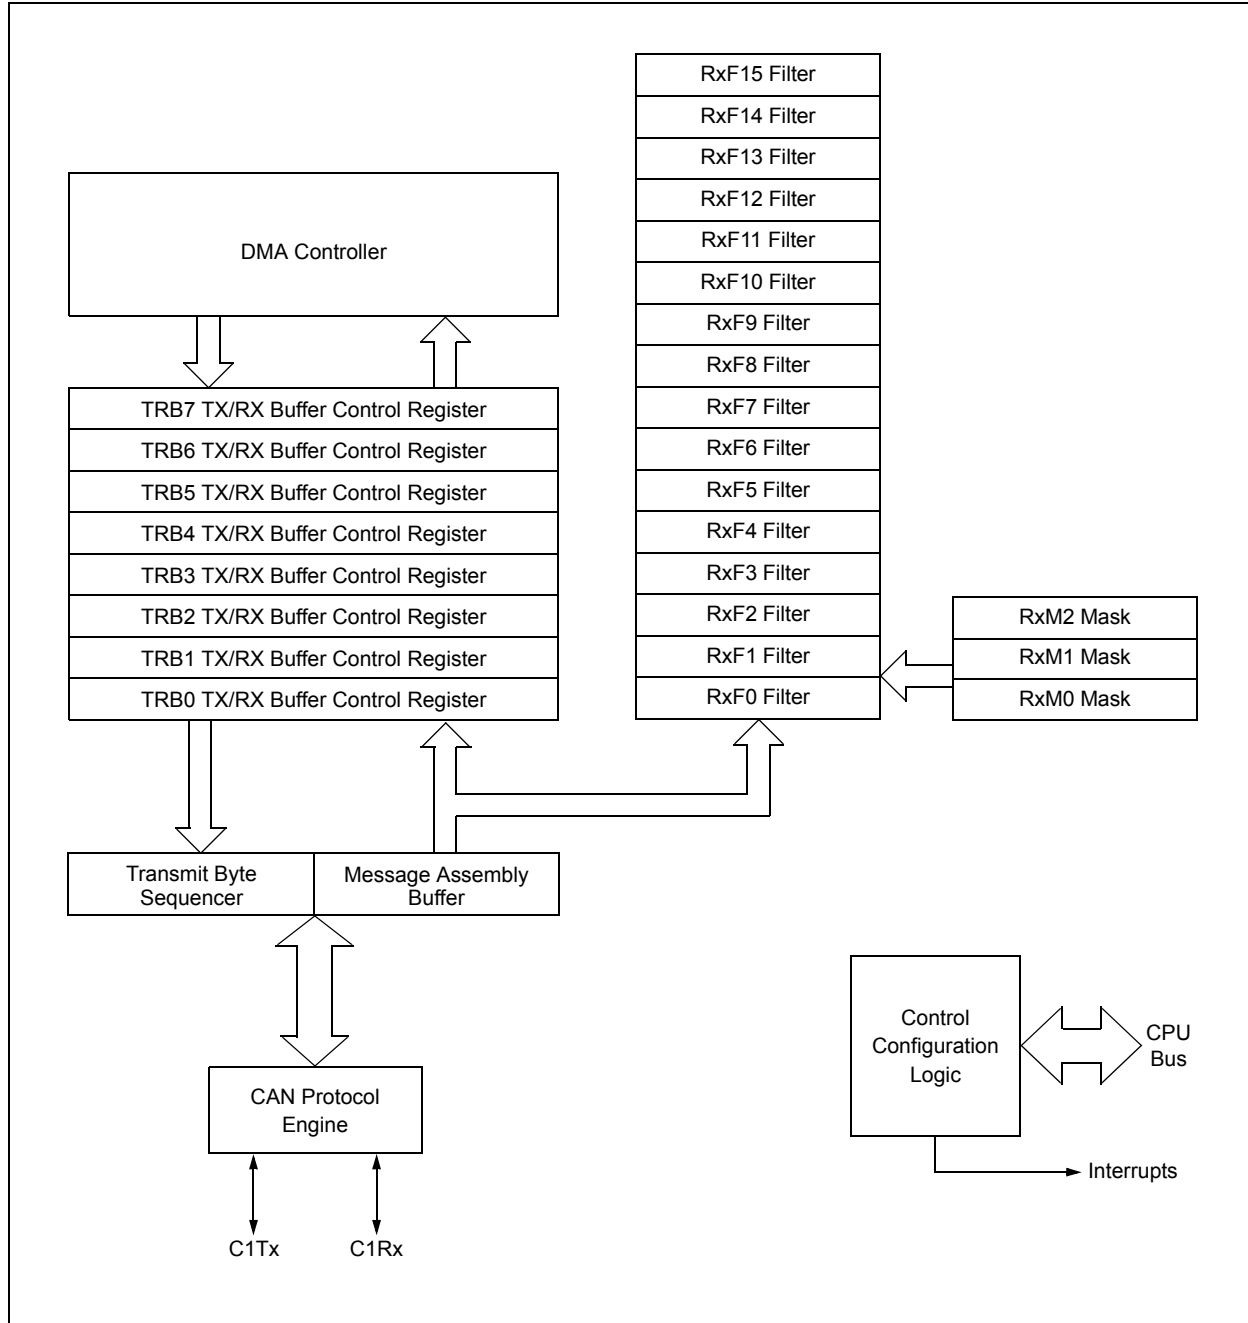 RxF15 Filter
RxF14 Filter
RxF13 Filter
RxF12 Filter
RxF11 Filter
RxF10 Filter
RxF9 Filter
RxF8 Filter
RxF7 Filter
RxF6 Filter
RxF5 Filter
RxF4 Filter
RxF3 Filter
RxF2 Filter
RxF1 Filter
RxF0 Filter
DMA Controller
TRB7 TX/RX Buffer Control Register
TRB6 TX/RX Buffer Control Register
TRB5 TX/RX Buffer Control Register
TRB4 TX/RX Buffer Control Register
TRB3 TX/RX Buffer Control Register
TRB2 TX/RX Buffer Control Register
TRB1 TX/RX Buffer Control Register
TRB0 TX/RX Buffer Control Register
RxM2 Mask
RxM1 Mask
RxM0 Mask
Transmit Byte
Sequencer
Message Assembly
Buffer
CAN Protocol
Engine
C1Tx
C1Rx
Control
Configuration
Logic
CPU
Bus
Interrupts